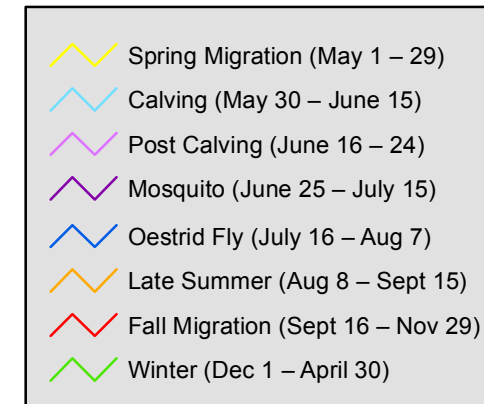 Spring Migration (May 1 – 29)
Calving (May 30 – June 15)
Post Calving (June 16 – 24)
Mosquito (June 25 – July 15)
Oestrid Fly (July 16 – Aug 7)
Late Summer (Aug 8 – Sept 15)
Fall Migration (Sept 16 – Nov 29)
Winter (Dec 1 – April 30)